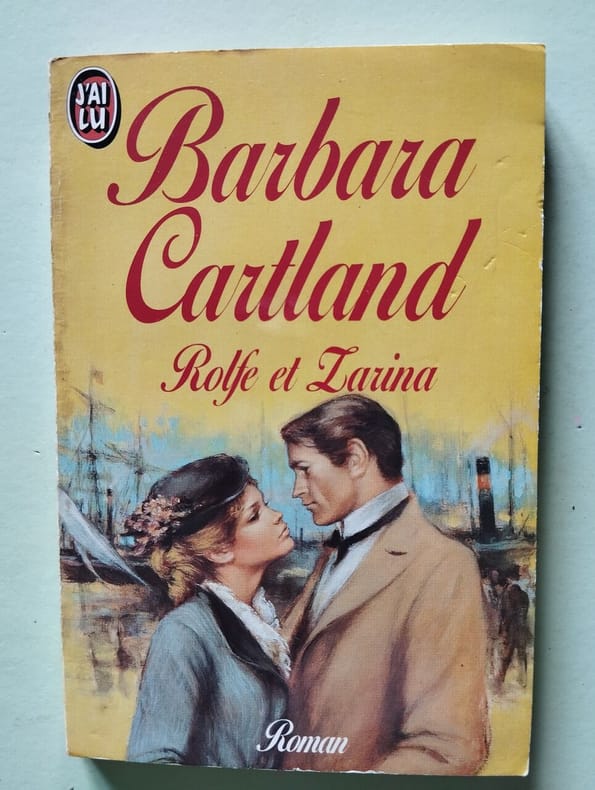 J'AI
LU
Barbara
Cartland
Rolfe et Zarina
Roman